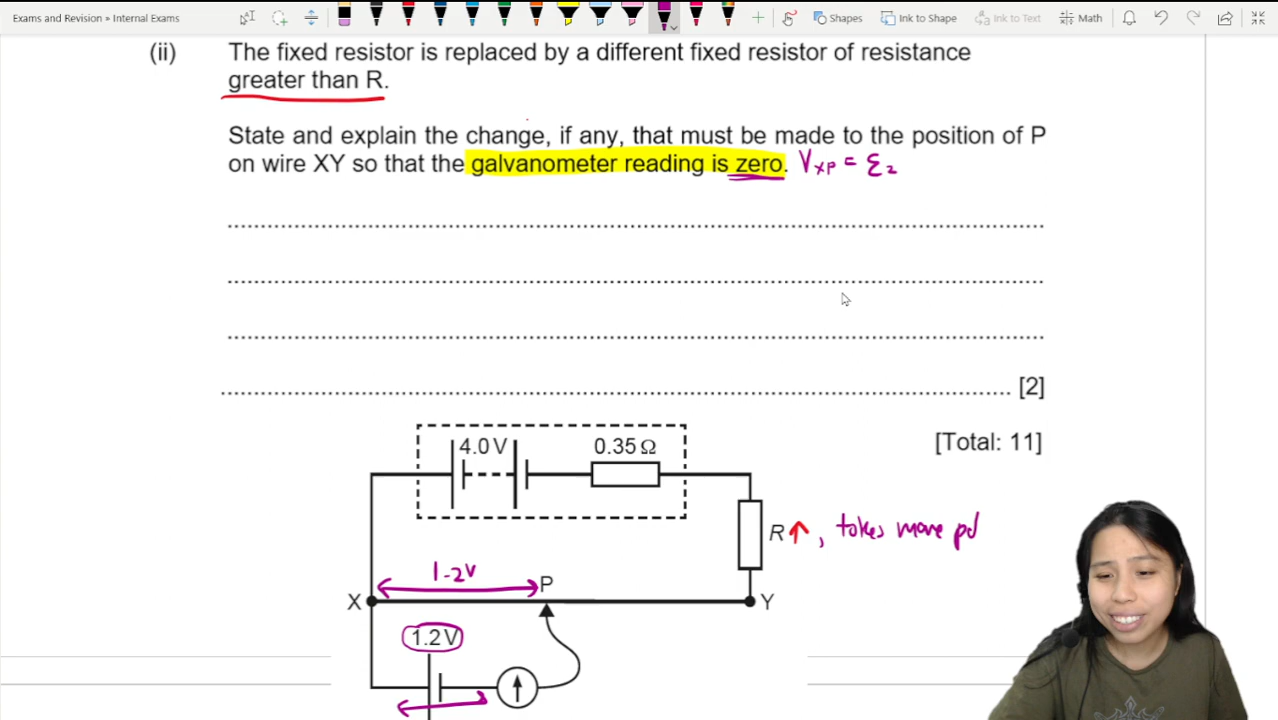 Exams and Revision » Internal Exams
Shapes
Ink to Shape
Ink to Text
Math
(ii) The fixed resistor is replaced by a different fixed resistor of resistance
greater than R.
State and explain the change, if any, that must be made to the position of P
on wire XY so that the galvanometer reading is zero. V_XP = ε_2
[2]
[Total: 11]
4.0 V 0.35 Ω
R ↑, takes more pd
1.2V P
X Y
1.2 V